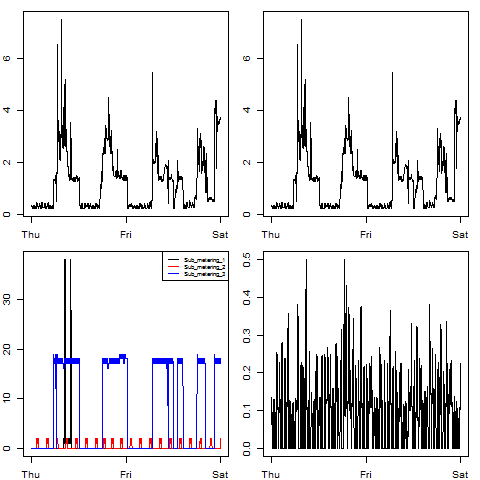 6
4
2
0
Thu Fri Sat
6
4
2
0
Thu Fri Sat
Sub_metering_1
Sub_metering_2
Sub_metering_3
30
20
10
0
Thu Fri Sat
0.5
0.4
0.3
0.2
0.1
0.0
Thu Fri Sat